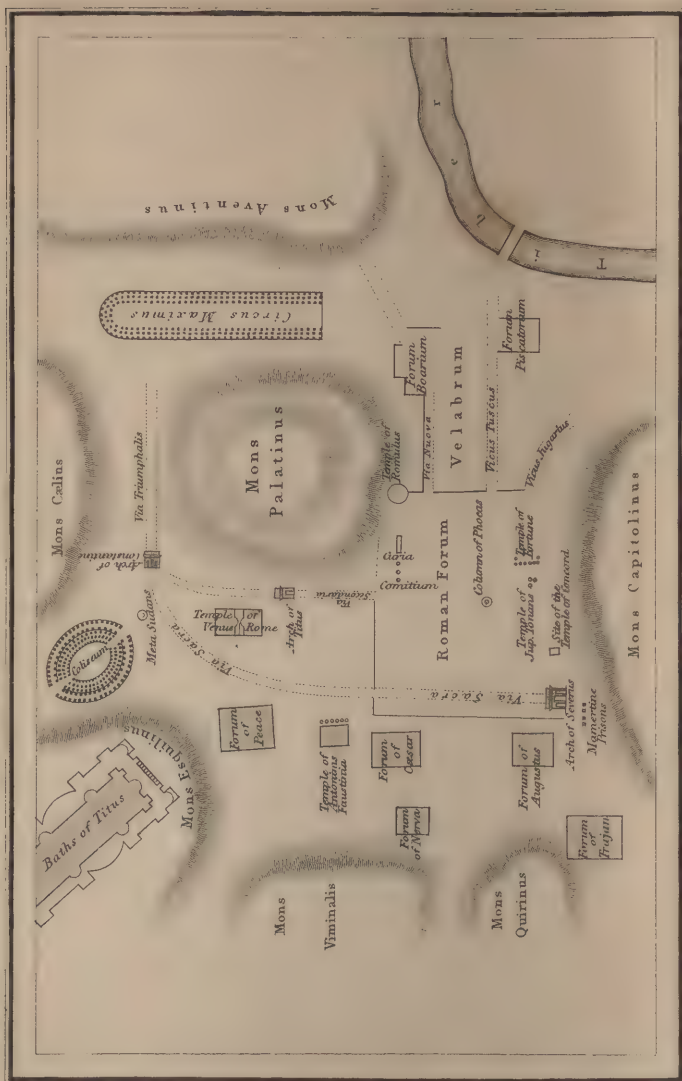 Mons Aventinus
T i b e r
Circus Maximus
Forum
Boarium
Forum
Piscatorium
Velabrum
Via Nuova
Vicus Tuscus
Vicus Jugarius
Mons Cælius
Via Triumphalis
Mons
Palatinus
Temple of
Romulus
Arch of
Constantine
Coliseum
Meta Sudans
Temple of
Venus Rome
Arch of
Titus
Via
Curia
Comitium
Roman Forum
Column of Phocas
Temple of
Fortune
Temple of
Jup. Tonans
Site of the
Temple of Concord
Mons Capitolinus
Via Sacra
Via Sacra
Arch of Severus
Mamertine
Prisons
Mons Esquilinus
Baths of Titus
Forum
of
Peace
Temple of
Antonius
Faustonia
Forum
of
Cæsar
Forum
of Nerva
Forum of
Augustus
Forum
of
Trajan
Mons
Viminalis
Mons
Quirinus